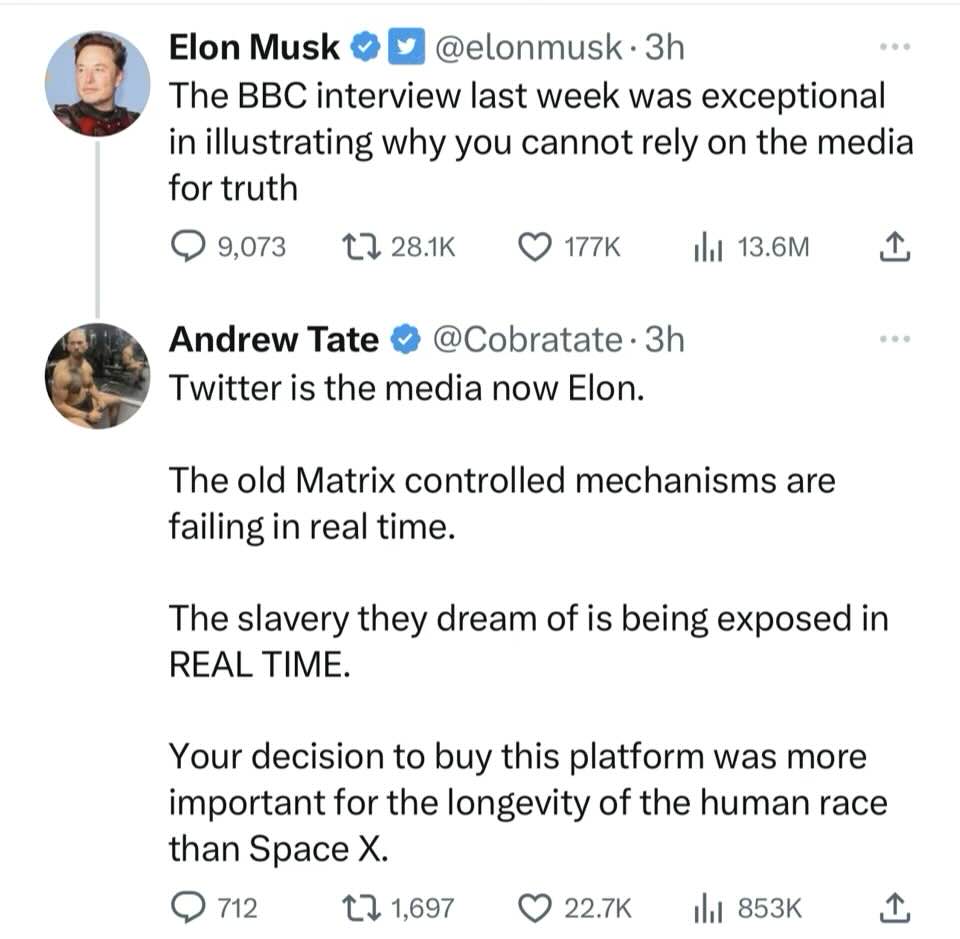 Elon Musk @elonmusk · 3h
The BBC interview last week was exceptional
in illustrating why you cannot rely on the media
for truth
9,073 28.1K 177K 13.6M
Andrew Tate @Cobratate · 3h
Twitter is the media now Elon.
The old Matrix controlled mechanisms are
failing in real time.
The slavery they dream of is being exposed in
REAL TIME.
Your decision to buy this platform was more
important for the longevity of the human race
than Space X.
712 1,697 22.7K 853K